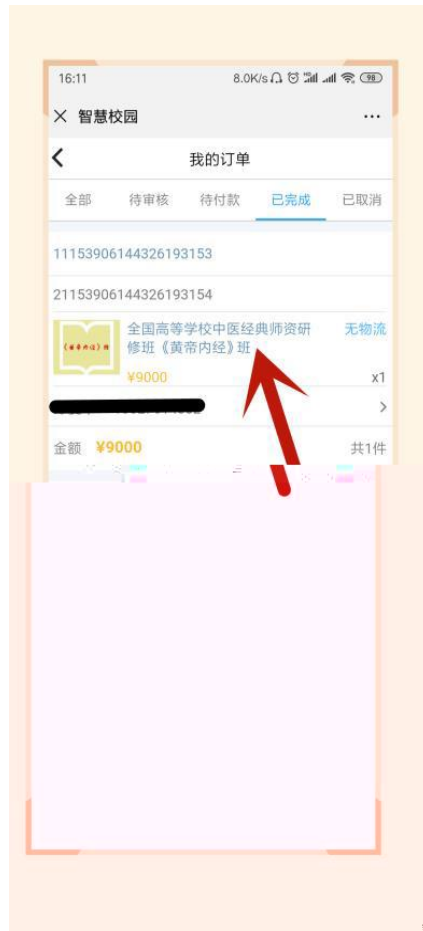 16:11
8.0K/s
HD
98
智慧校园
我的订单
全部 待审核 待付款 已完成 已取消
11153906144326193153
21153906144326193154
全国高等学校中医经典师资研 无物流
修班《黄帝内经》班
¥9000 x1
金额 ¥9000 共1件